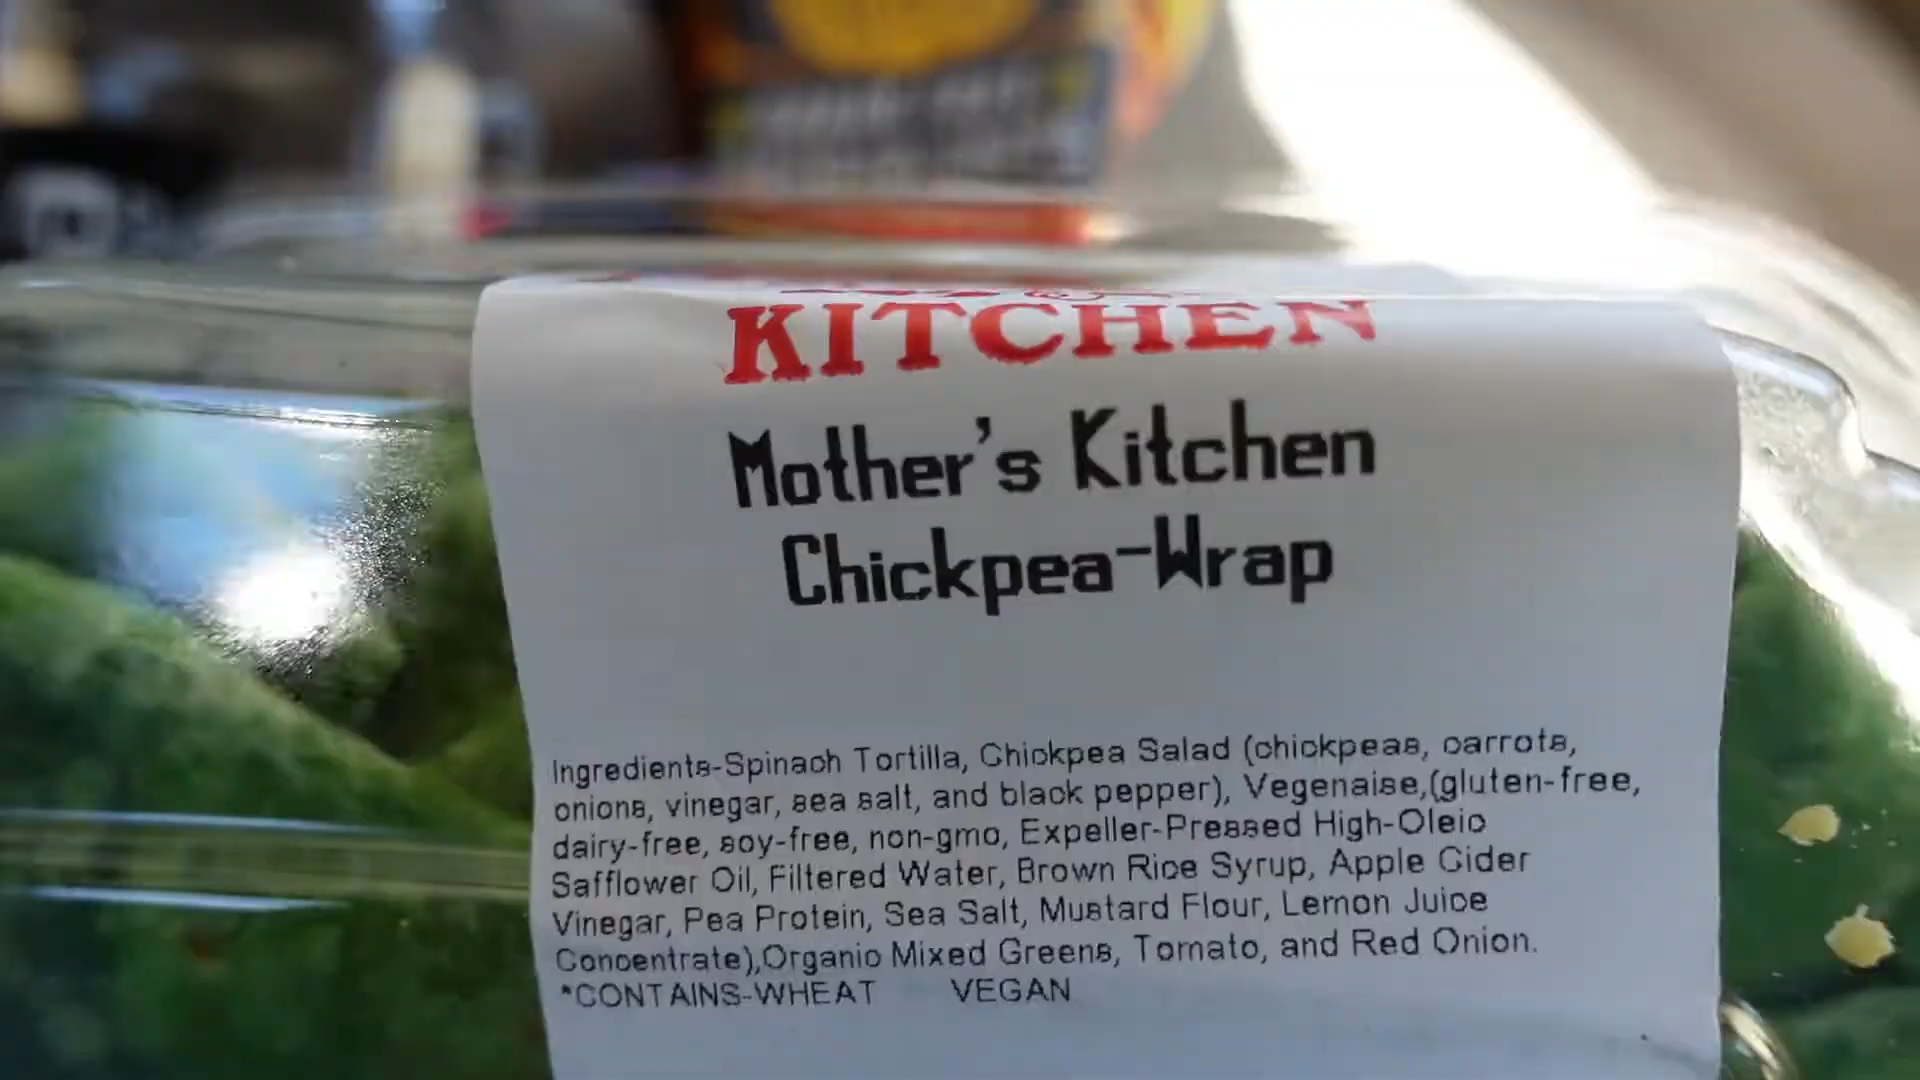 KITCHEN
Mother's Kitchen
Chickpea-Wrap
Ingredients-Spinach Tortilla, Chickpea Salad (chickpeas, carrots,
onions, vinegar, sea salt, and black pepper), Vegenaise,(gluten-free,
dairy-free, soy-free, non-gmo, Expeller-Pressed High-Oleic
Safflower Oil, Filtered Water, Brown Rice Syrup, Apple Cider
Vinegar, Pea Protein, Sea Salt, Mustard Flour, Lemon Juice
Concentrate),Organic Mixed Greens, Tomato, and Red Onion.
*CONTAINS-WHEAT VEGAN